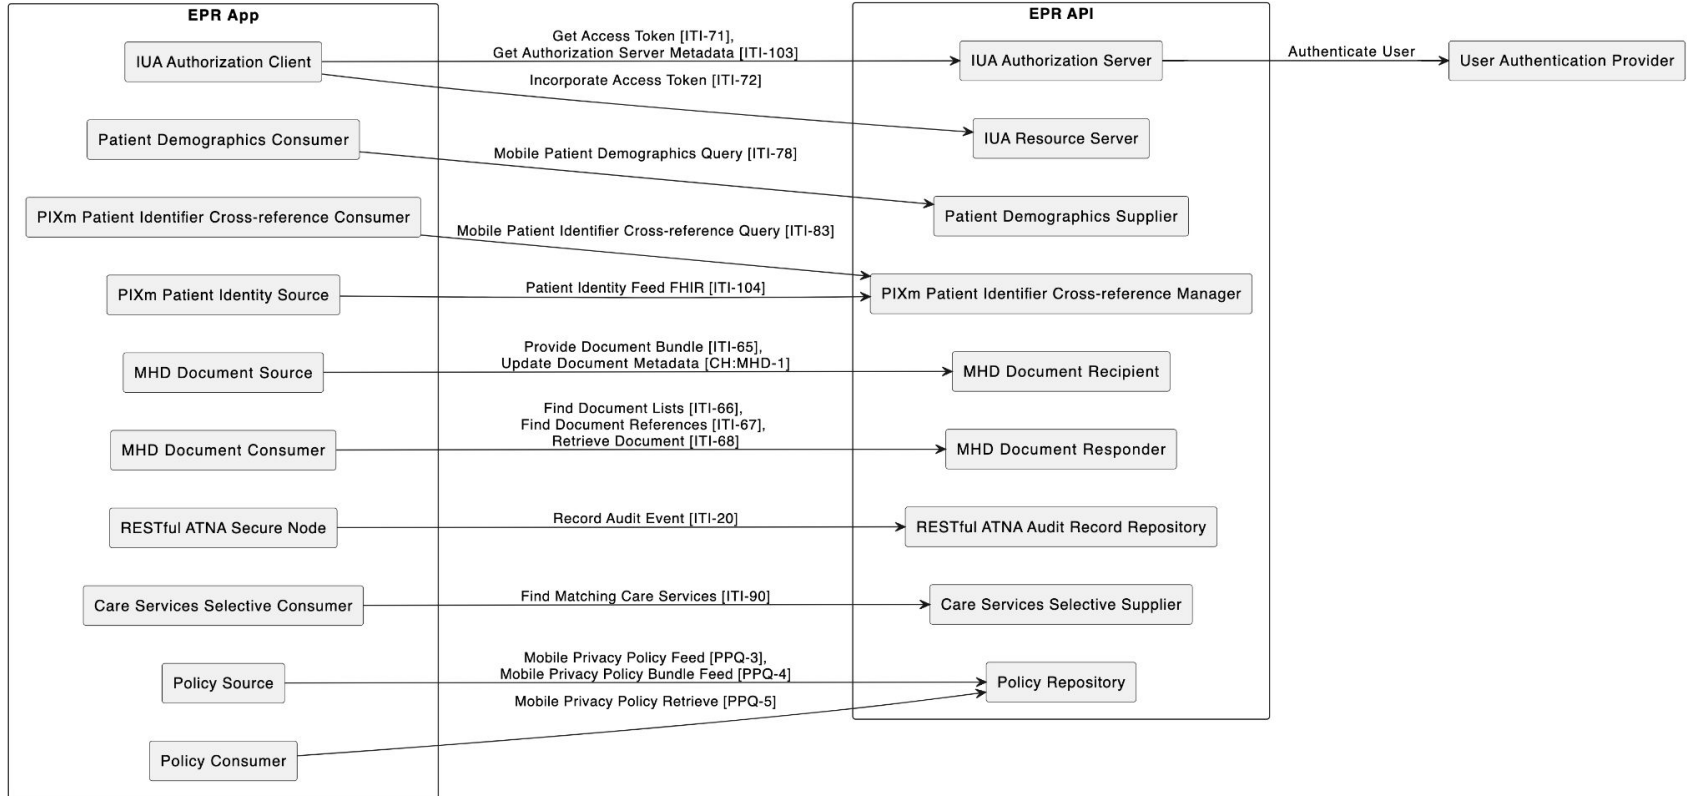 EPR App
EPR API
Get Access Token [ITI-71],
Get Authorization Server Metadata [ITI-103]
IUA Authorization Client
IUA Authorization Server
Authenticate User
User Authentication Provider
Incorporate Access Token [ITI-72]
IUA Resource Server
Patient Demographics Consumer
Mobile Patient Demographics Query [ITI-78]
Patient Demographics Supplier
PIXm Patient Identifier Cross-reference Consumer
Mobile Patient Identifier Cross-reference Query [ITI-83]
PIXm Patient Identity Source
Patient Identity Feed FHIR [ITI-104]
PIXm Patient Identifier Cross-reference Manager
Provide Document Bundle [ITI-65],
Update Document Metadata [CH:MHD-1]
MHD Document Source
MHD Document Recipient
Find Document Lists [ITI-66],
Find Document References [ITI-67],
Retrieve Document [ITI-68]
MHD Document Consumer
MHD Document Responder
RESTful ATNA Secure Node
Record Audit Event [ITI-20]
RESTful ATNA Audit Record Repository
Care Services Selective Consumer
Find Matching Care Services [ITI-90]
Care Services Selective Supplier
Mobile Privacy Policy Feed [PPQ-3],
Mobile Privacy Policy Bundle Feed [PPQ-4]
Policy Source
Policy Repository
Mobile Privacy Policy Retrieve [PPQ-5]
Policy Consumer